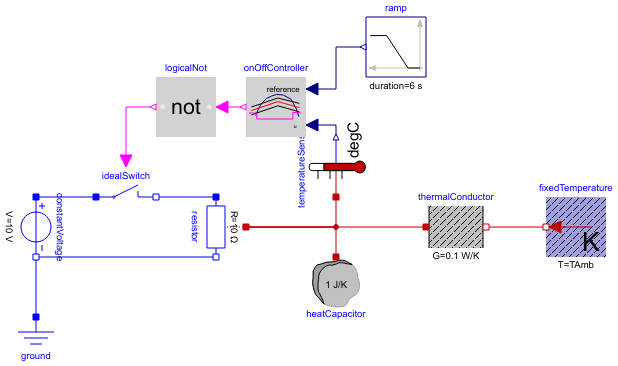 ramp
duration=6 s
logicalNot
not
onOffController
reference
u
degC
temperatureSens
idealSwitch
V=10 V
constantVoltage
resistor
R=10 Ω
thermalConductor
G=0.1 W/K
fixedTemperature
K
T=TAmb
1 J/K
heatCapacitor
ground